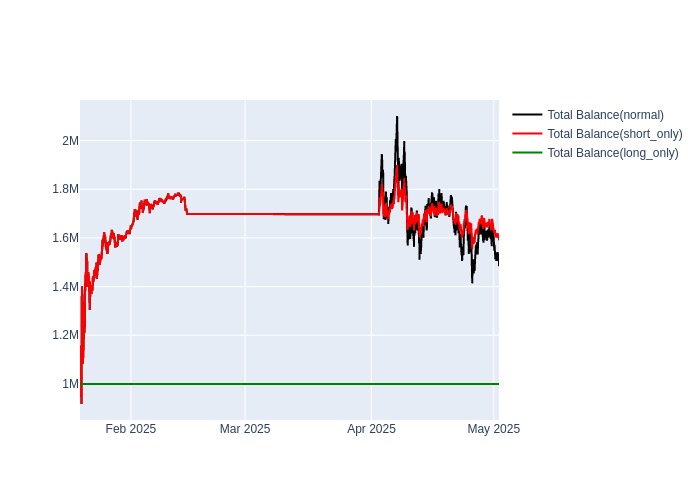 2M
1.8M
1.6M
1.4M
1.2M
1M
Feb 2025
Mar 2025
Apr 2025
May 2025
Total Balance(normal)
Total Balance(short_only)
Total Balance(long_only)